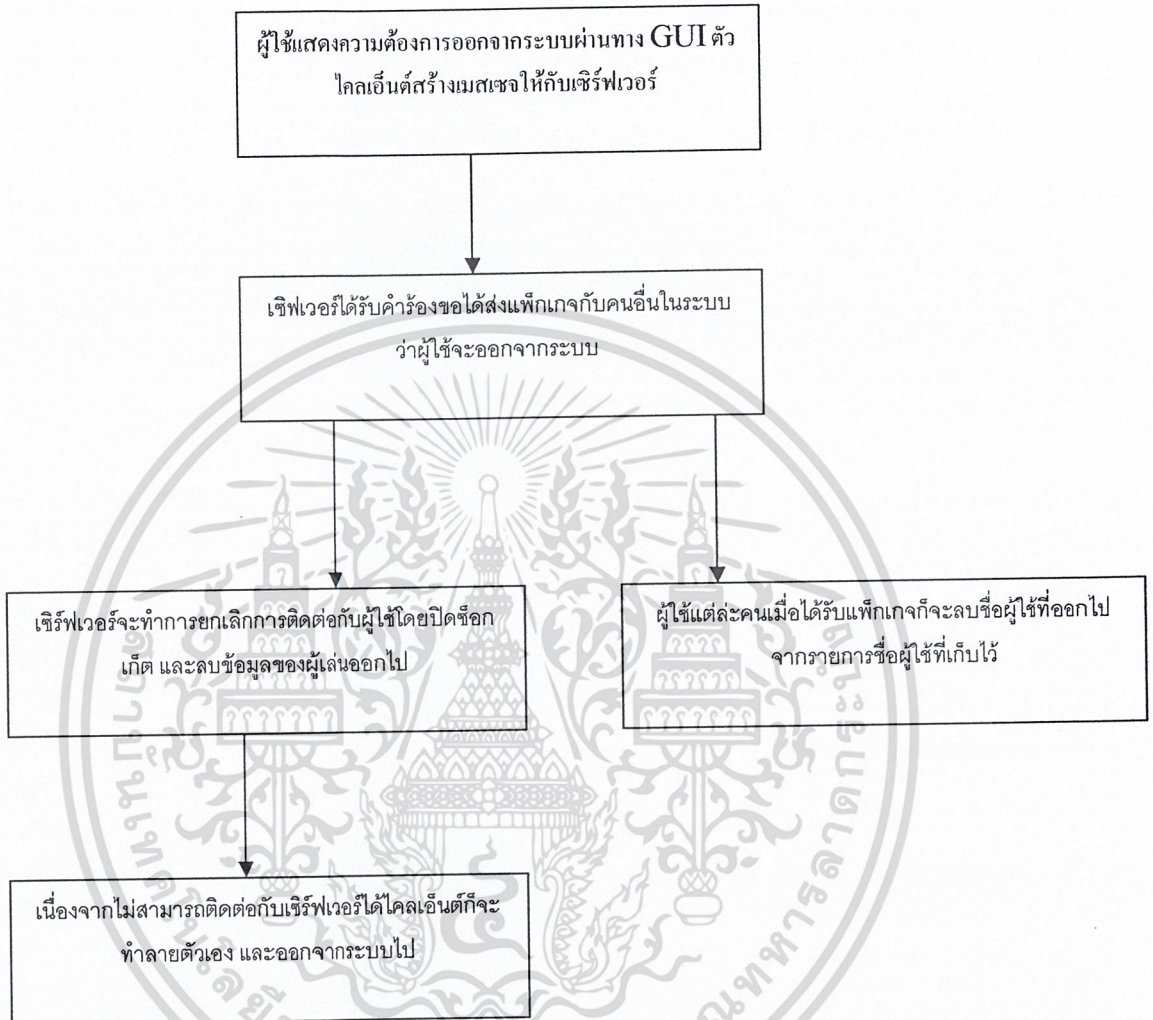 ผู้ใช้แสดงความต้องการออกจากระบบผ่านทาง GUI ตัว
ไคลเอ็นต์สร้างเมสเซจให้กับเซิร์ฟเวอร์
เซิฟเวอร์ได้รับคำร้องขอได้ส่งแพ็กเกจกับคนอื่นในระบบ
ว่าผู้ใช้จะออกจากระบบ
เซิร์ฟเวอร์จะทำการยกเลิกการติดต่อกับผู้ใช้โดยปิดช็อก
เก็ต และลบข้อมูลของผู้เล่นออกไป
ผู้ใช้แต่ละคนเมื่อได้รับแพ็กเกจก็จะลบชื่อผู้ใช้ที่ออกไป
จากรายการชื่อผู้ใช้ที่เก็บไว้
เนื่องจากไม่สามารถติดต่อกับเซิร์ฟเวอร์ได้ไคลเอ็นต์ก็จะ
ทำลายตัวเอง และออกจากระบบไป